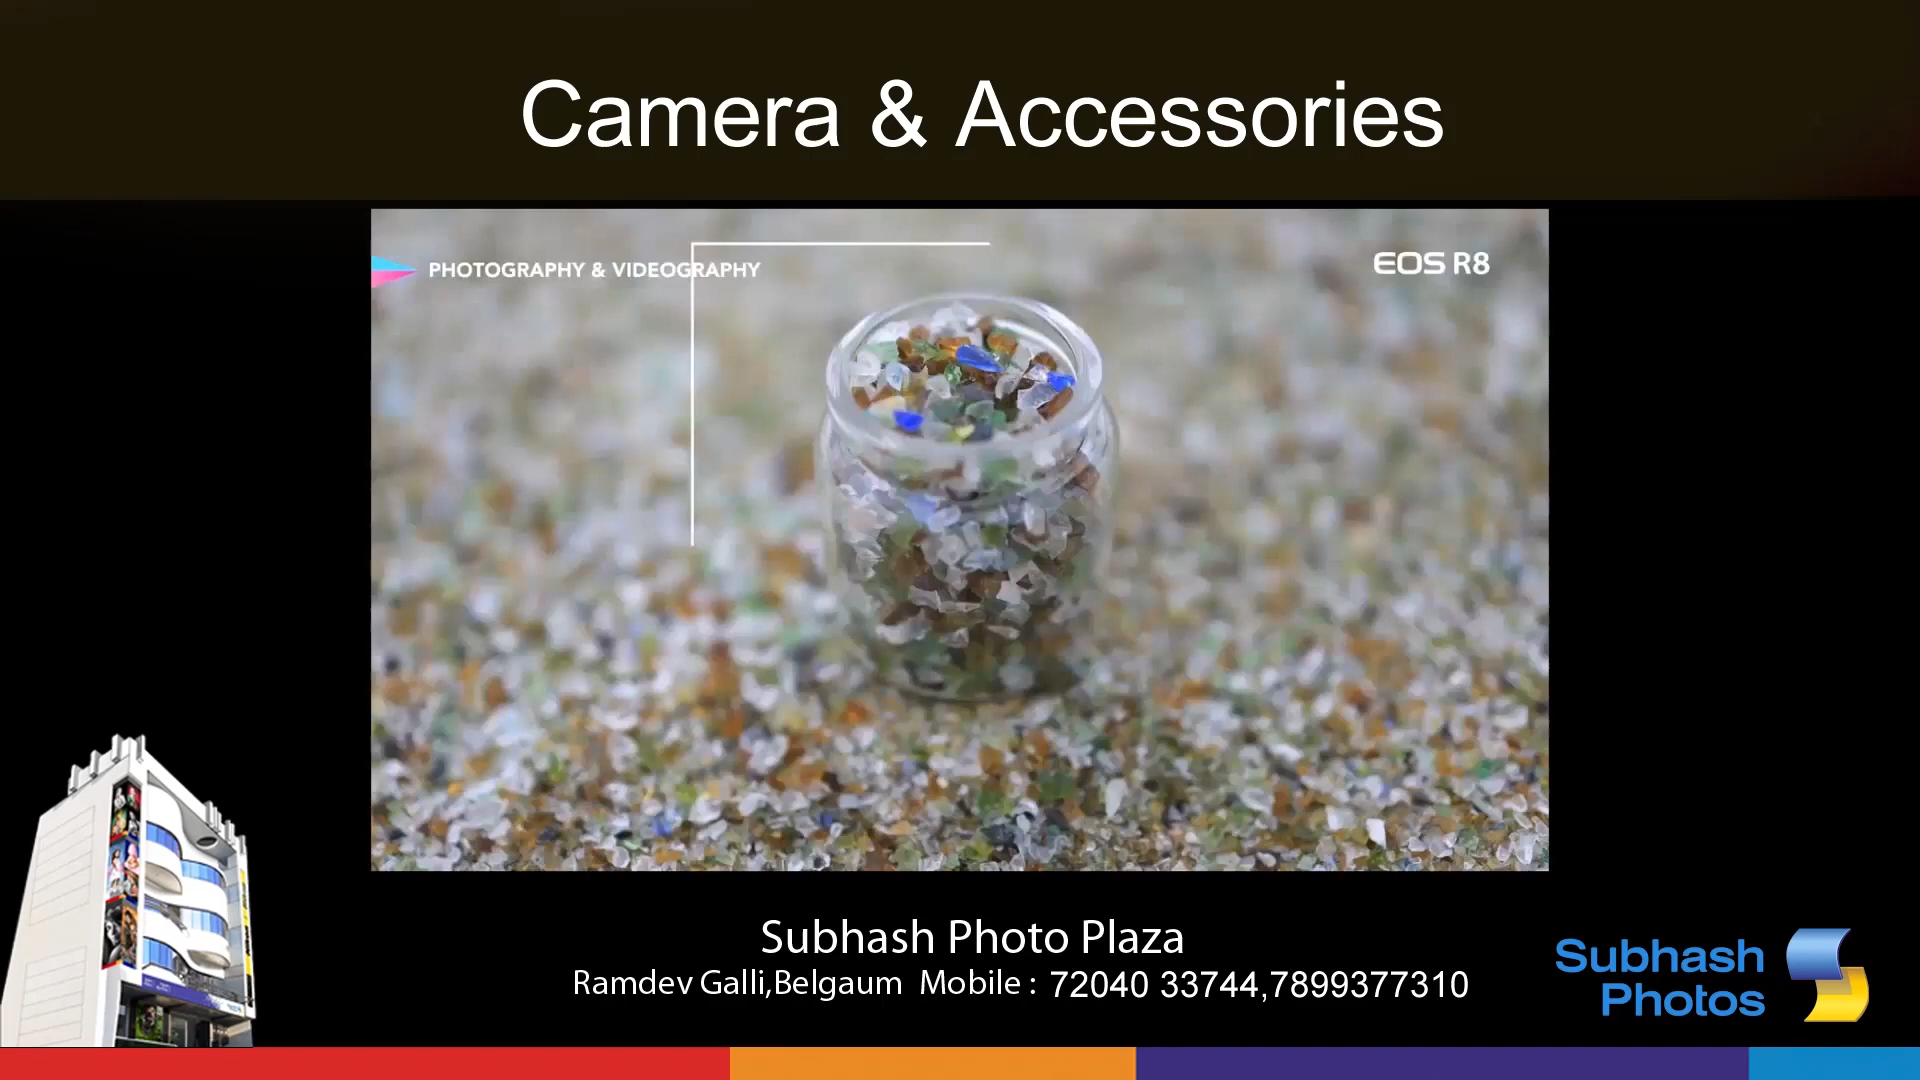 Camera & Accessories
PHOTOGRAPHY & VIDEOGRAPHY
EOS R8
Subhash Photo Plaza
Ramdev Galli,Belgaum Mobile : 72040 33744,7899377310
Subhash
Photos